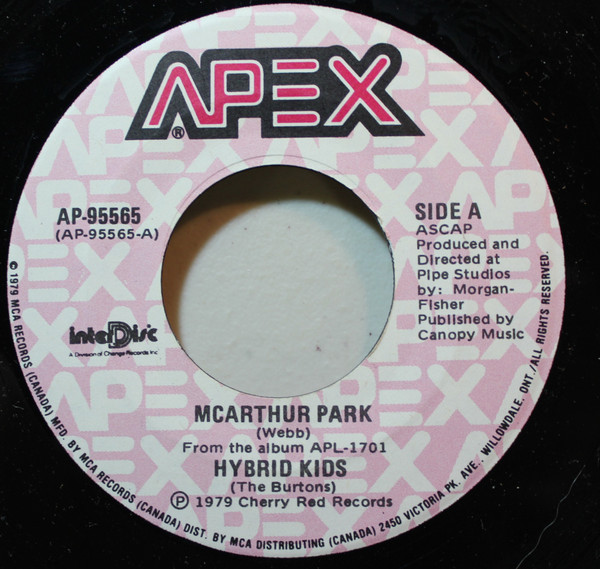 APEX
®
AP-95565
(AP-95565-A)
SIDE A
ASCAP
Produced and
Directed at
Pipe Studios
by: Morgan-
Fisher
Published by
Canopy Music
InterDisc
A Division of Change Records Inc
MCARTHUR PARK
(Webb)
From the album APL-1701
HYBRID KIDS
(The Burtons)
℗ 1979 Cherry Red Records
© 1979 MCA RECORDS (CANADA) MFD. BY MCA RECORDS (CANADA) DIST. BY MCA DISTRIBUTING (CANADA) 2450 VICTORIA PK. AVE., WILLOWDALE, ONT./ALL RIGHTS RESERVED.